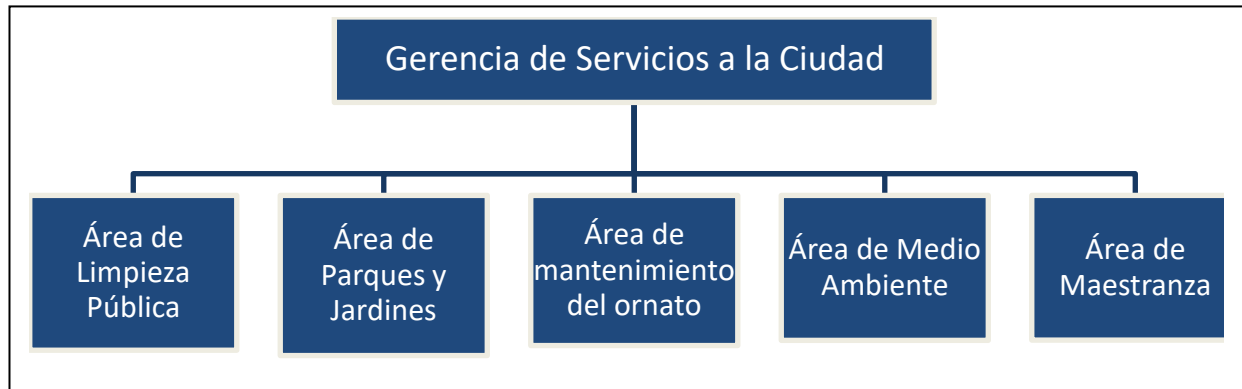 Gerencia de Servicios a la Ciudad
Área de
Limpieza
Pública
Área de
Parques y
Jardines
Área de
mantenimiento
del ornato
Área de Medio
Ambiente
Área de
Maestranza